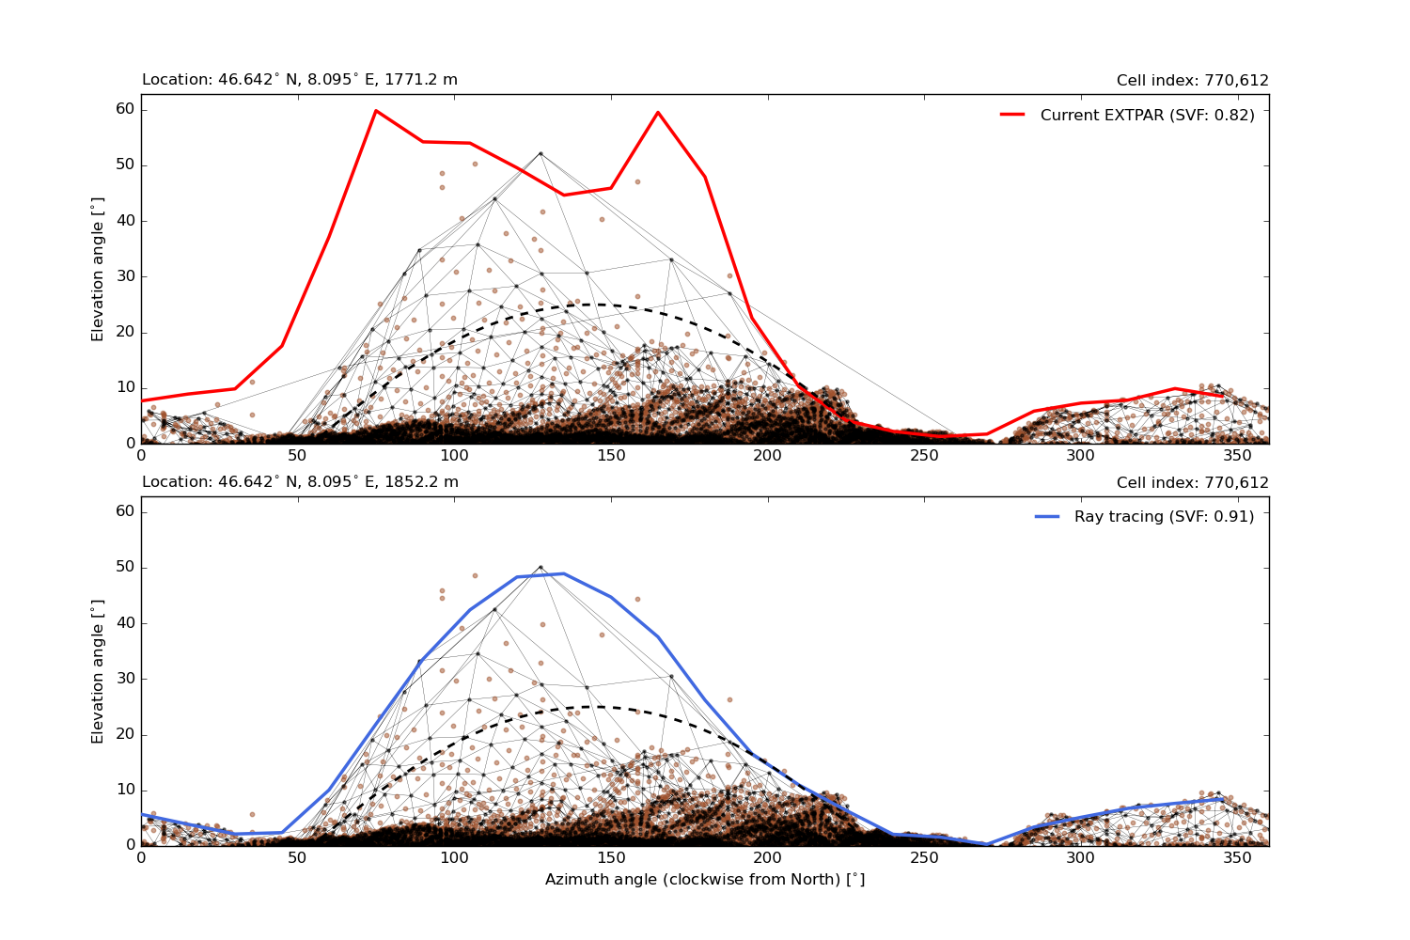 Location: 46.642° N, 8.095° E, 1771.2 m
Cell index: 770,612
Current EXTPAR (SVF: 0.82)
Elevation angle [°]
60
50
40
30
20
10
0
0 50 100 150 200 250 300 350
Location: 46.642° N, 8.095° E, 1852.2 m
Cell index: 770,612
Ray tracing (SVF: 0.91)
Elevation angle [°]
60
50
40
30
20
10
0
0 50 100 150 200 250 300 350
Azimuth angle (clockwise from North) [°]